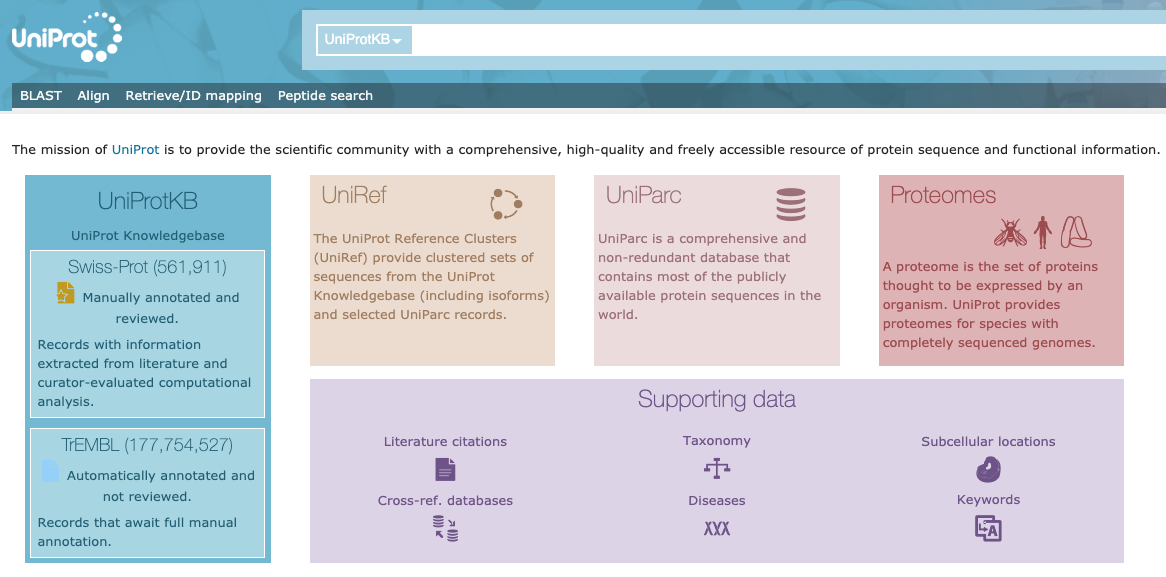 UniProt
UniProtKB
BLAST Align Retrieve/ID mapping Peptide search
The mission of UniProt is to provide the scientific community with a comprehensive, high-quality and freely accessible resource of protein sequence and functional information.
UniProtKB
UniProt Knowledgebase
Swiss-Prot (561,911)
Manually annotated and
reviewed.
Records with information
extracted from literature and
curator-evaluated computational
analysis.
TrEMBL (177,754,527)
Automatically annotated and
not reviewed.
Records that await full manual
annotation.
UniRef
The UniProt Reference Clusters
(UniRef) provide clustered sets of
sequences from the UniProt
Knowledgebase (including isoforms)
and selected UniParc records.
UniParc
UniParc is a comprehensive and
non-redundant database that
contains most of the publicly
available protein sequences in the
world.
Proteomes
A proteome is the set of proteins
thought to be expressed by an
organism. UniProt provides
proteomes for species with
completely sequenced genomes.
Supporting data
Literature citations
Taxonomy
Subcellular locations
Cross-ref. databases
Diseases
Keywords
A